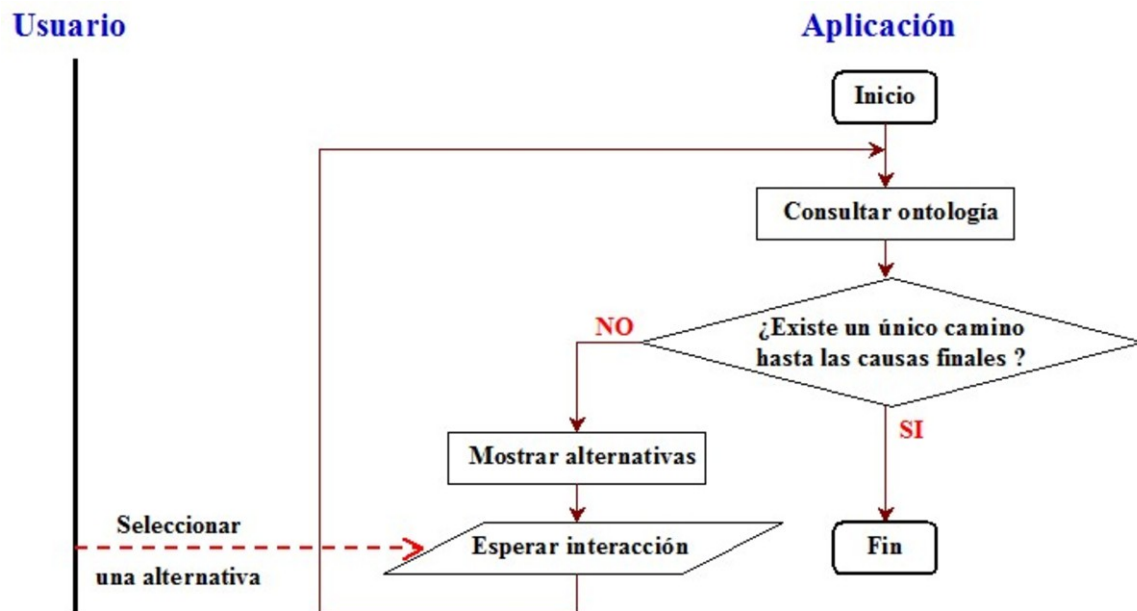 Usuario
Aplicación
Inicio
Consultar ontología
¿Existe un único camino
hasta las causas finales ?
NO
SI
Mostrar alternativas
Seleccionar
una alternativa
Esperar interacción
Fin